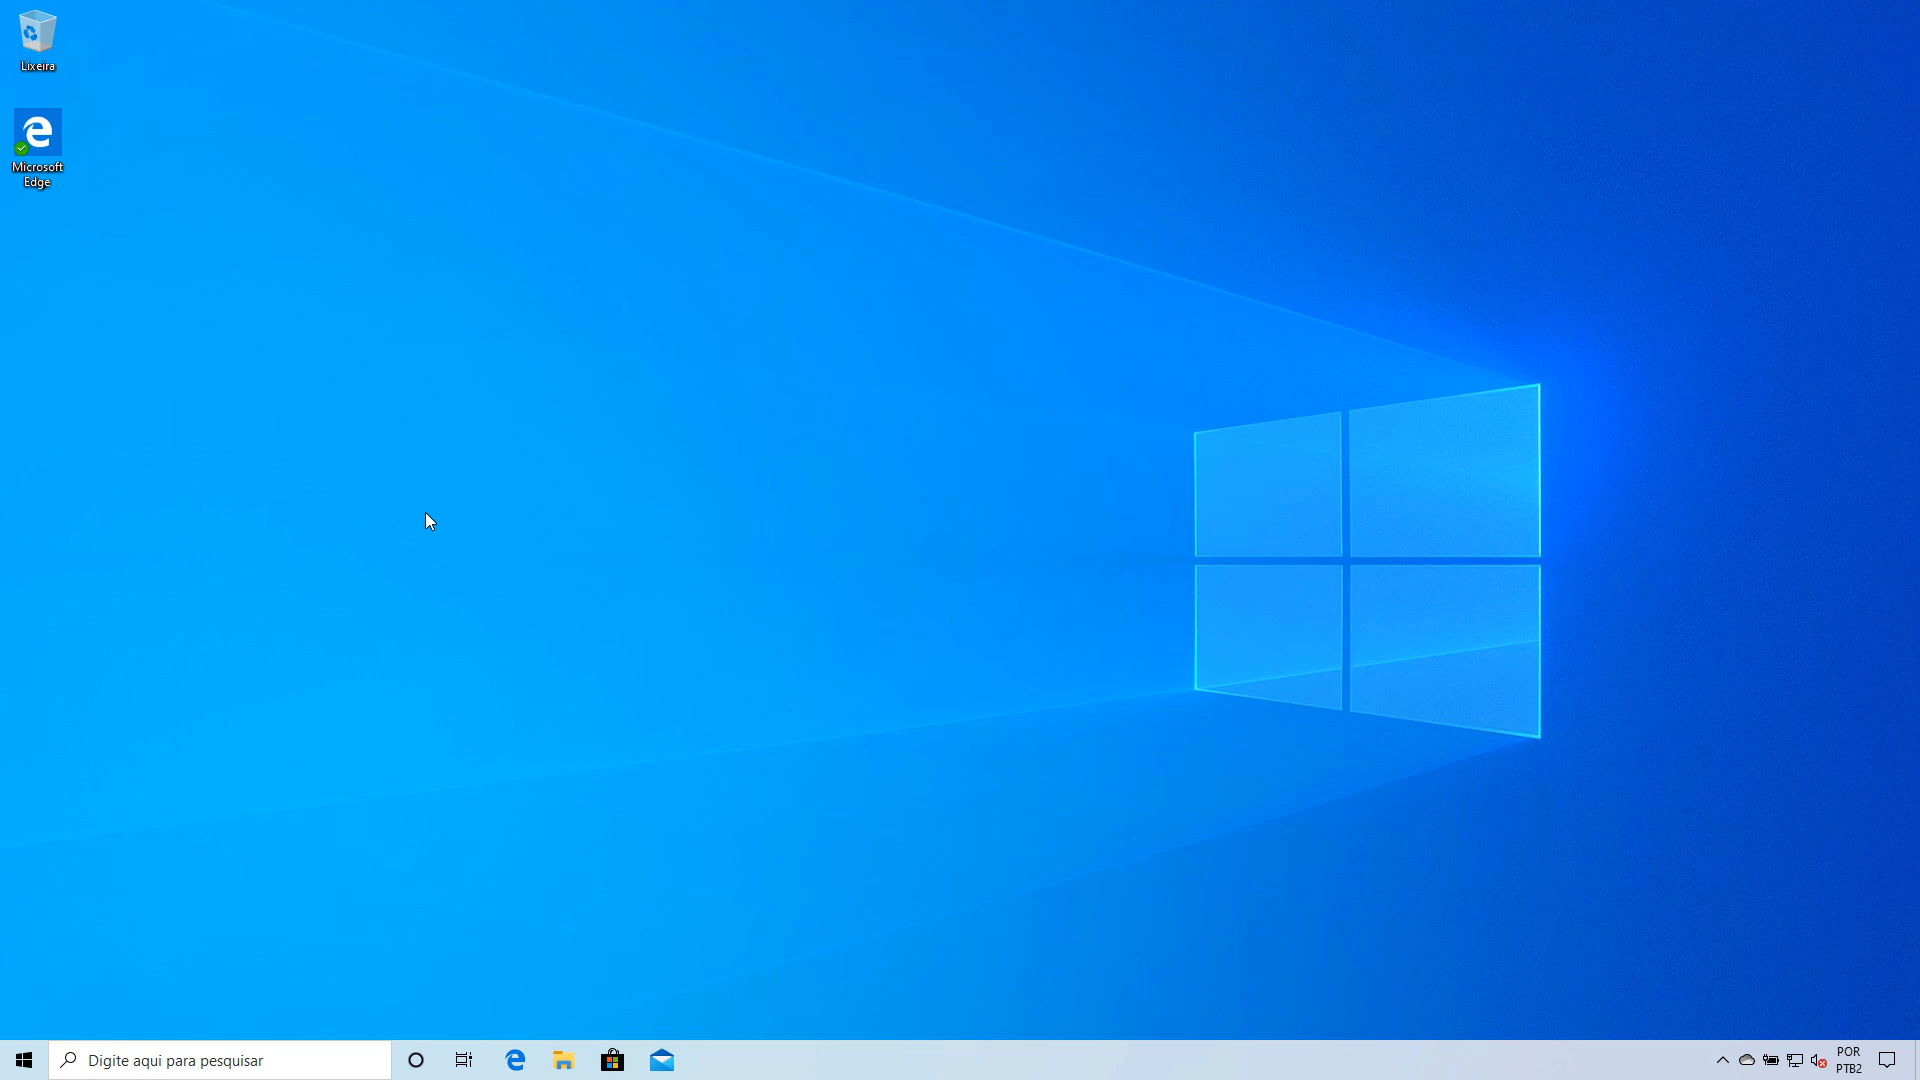 Lixeira
Microsoft
Edge
Digite aqui para pesquisar
POR
PTB2